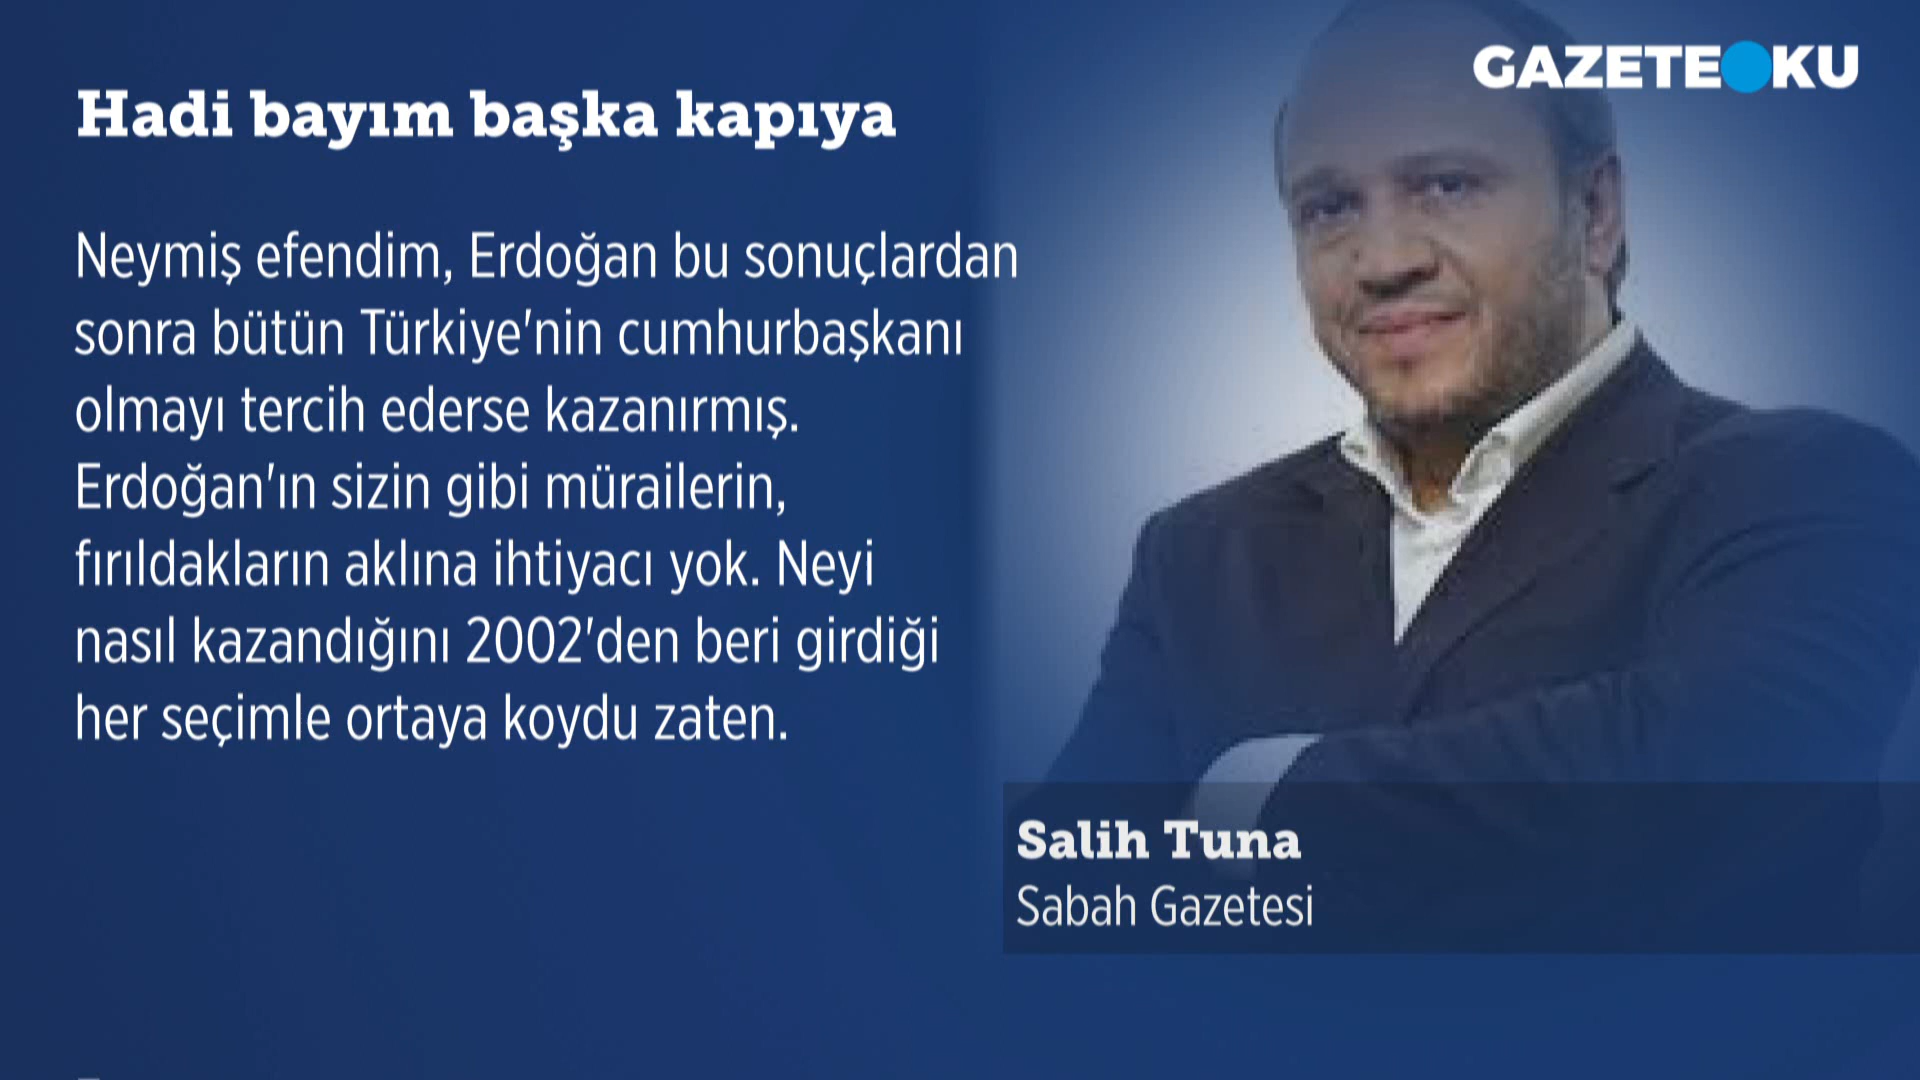 GAZETE OKU
Hadi bayım başka kapıya
Neymiş efendim, Erdoğan bu sonuçlardan
sonra bütün Türkiye'nin cumhurbaşkanı
olmayı tercih ederse kazanırmış.
Erdoğan'ın sizin gibi mürailerin,
fırıldakların aklına ihtiyacı yok. Neyi
nasıl kazandığını 2002'den beri girdiği
her seçimle ortaya koydu zaten.
Salih Tuna
Sabah Gazetesi